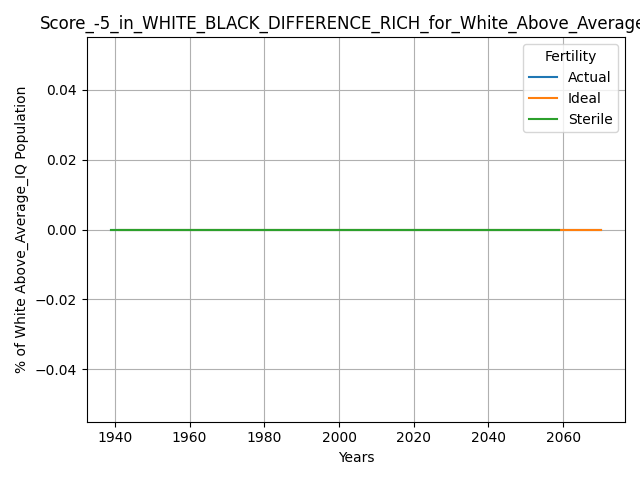 Score_-5_in_WHITE_BLACK_DIFFERENCE_RICH_for_White_Above_Average
Fertility
Actual
Ideal
Sterile
0.04
0.02
0.00
−0.02
−0.04
% of White Above_Average_IQ Population
1940 1960 1980 2000 2020 2040 2060
Years